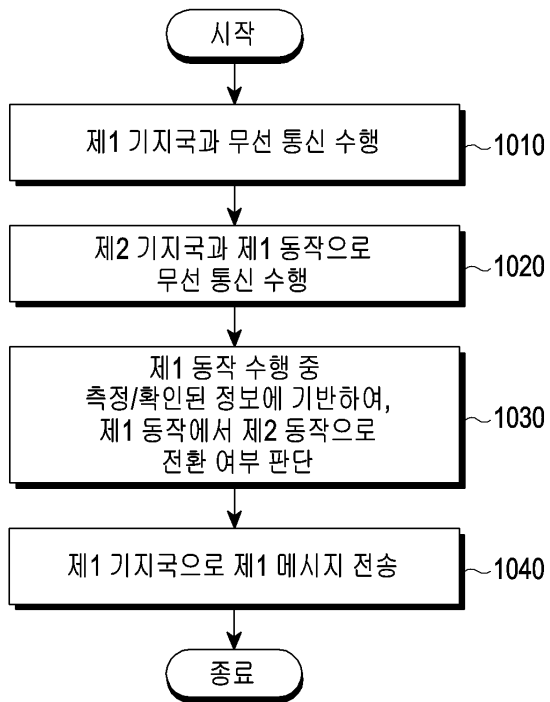 시작
제1 기지국과 무선 통신 수행
1010
제2 기지국과 제1 동작으로
무선 통신 수행
1020
제1 동작 수행 중
측정/확인된 정보에 기반하여,
제1 동작에서 제2 동작으로
전환 여부 판단
1030
제1 기지국으로 제1 메시지 전송
1040
종료